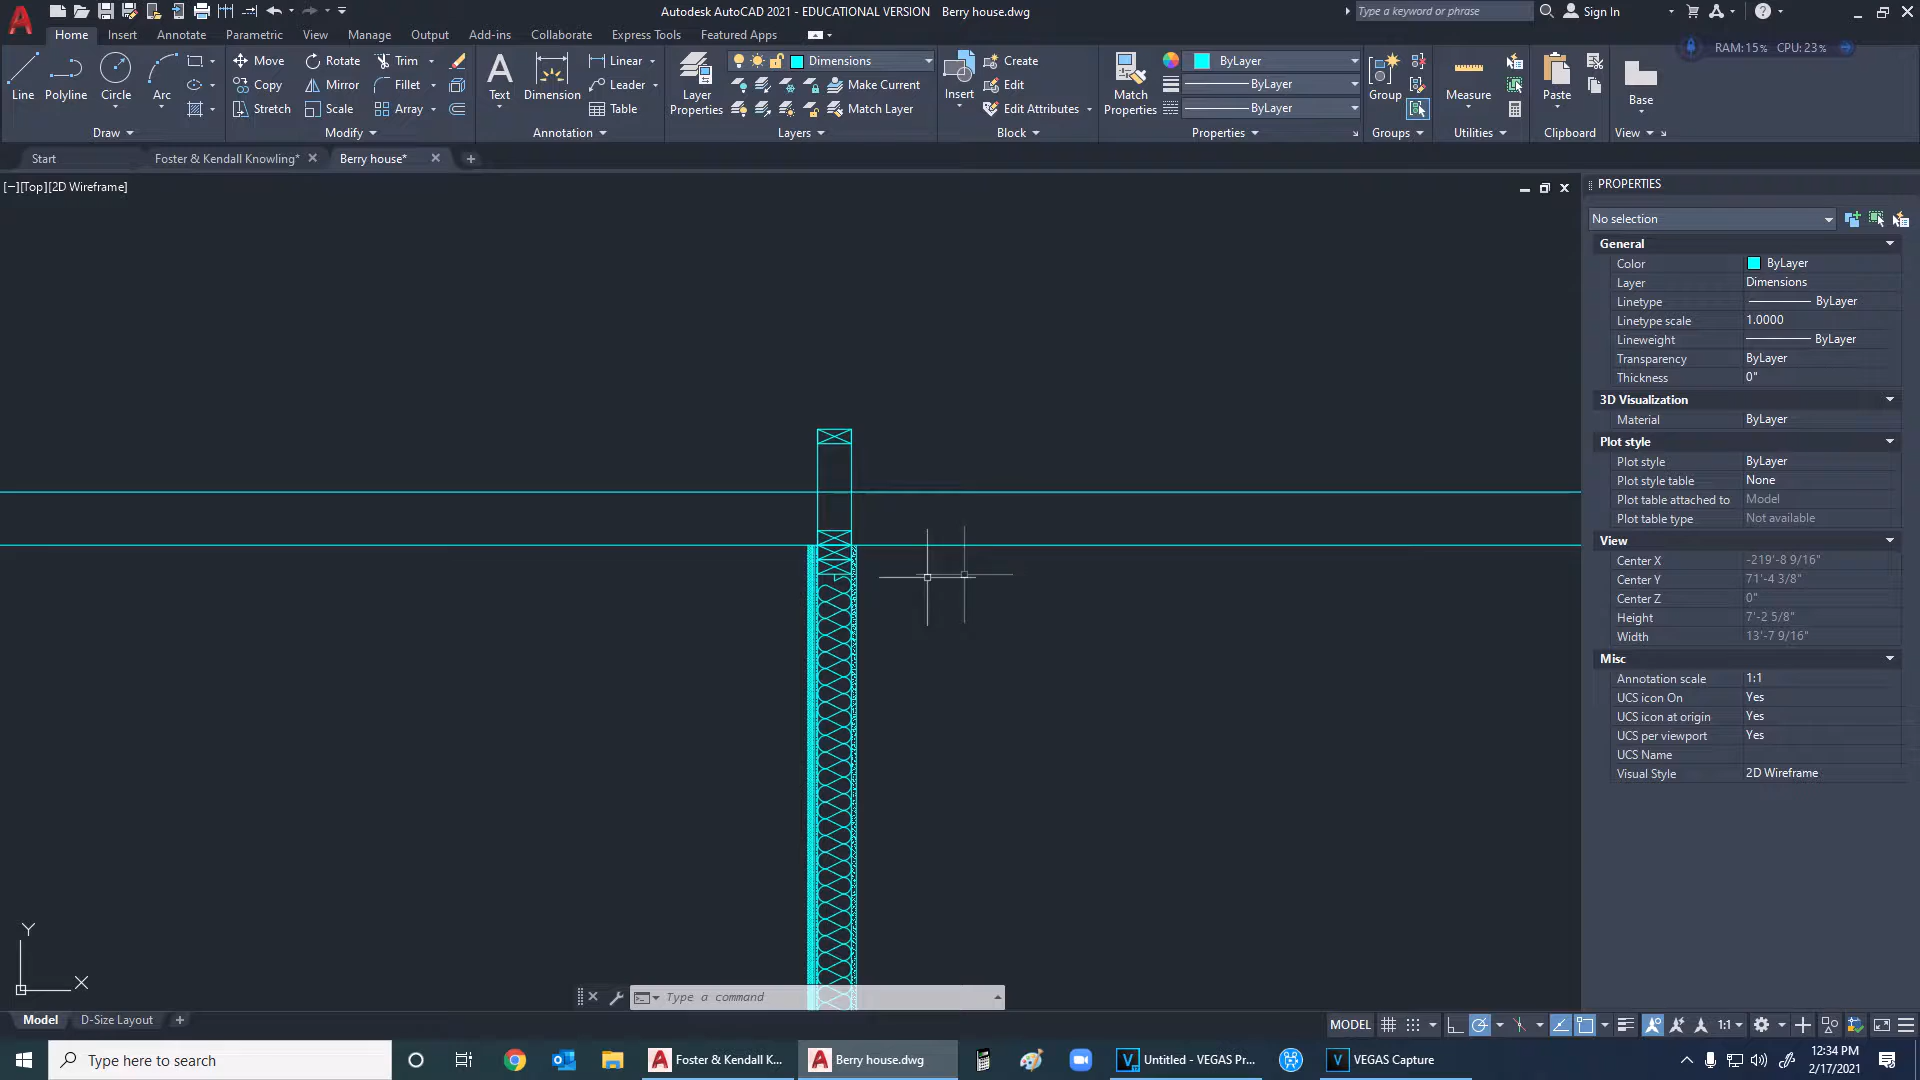 Autodesk AutoCAD 2021 - EDUCATIONAL VERSION Berry house.dwg
Type a keyword or phrase
Sign In
Home Insert Annotate Parametric View Manage Output Add-ins Collaborate Express Tools Featured Apps
RAM:15% CPU:23%
Line Polyline Circle Arc
Move Rotate Trim
Copy Mirror Fillet
Stretch Scale Array
Text Dimension
Linear
Leader
Table
Layer Properties
Dimensions
Make Current
Match Layer
Insert
Create
Edit
Edit Attributes
Match Properties
ByLayer
ByLayer
ByLayer
Group
Measure
Paste
Base
Draw Modify Annotation Layers Block Properties Groups Utilities Clipboard View
Start Foster & Kendall Knowling* Berry house*
[−][Top][2D Wireframe]
PROPERTIES
No selection
General
Color ByLayer
Layer Dimensions
Linetype ByLayer
Linetype scale 1.0000
Lineweight ByLayer
Transparency ByLayer
Thickness 0"
3D Visualization
Material ByLayer
Plot style
Plot style ByLayer
Plot style table None
Plot table attached to Model
Plot table type Not available
View
Center X -219'-8 9/16"
Center Y 71'-4 3/8"
Center Z 0"
Height 7'-2 5/8"
Width 13'-7 9/16"
Misc
Annotation scale 1:1
UCS icon On Yes
UCS icon at origin Yes
UCS per viewport Yes
UCS Name
Visual Style 2D Wireframe
Y
X
Type a command
Model D-Size Layout
MODEL 1:1
Type here to search
Foster & Kendall K...
Berry house.dwg
Untitled - VEGAS Pr...
VEGAS Capture
12:34 PM
2/17/2021